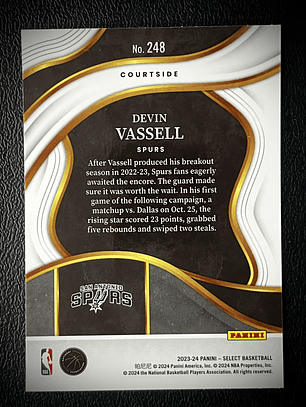 No. 248
COURTSIDE
DEVIN
VASSELL
SPURS
After Vassell produced his breakout
season in 2022-23, Spurs fans eagerly
awaited the encore. The guard made
sure it was worth the wait. In his first
game of the following campaign, a
matchup vs. Dallas on Oct. 25, the
rising star scored 23 points, grabbed
five rebounds and swiped two steals.
SAN ANTONIO
SPURS
PANINI
2023-24 PANINI – SELECT BASKETBALL
帕尼尼 © 2024 Panini America, Inc. © 2024 NBA Properties, Inc.
© 2024 the National Basketball Players Association. All rights reserved.